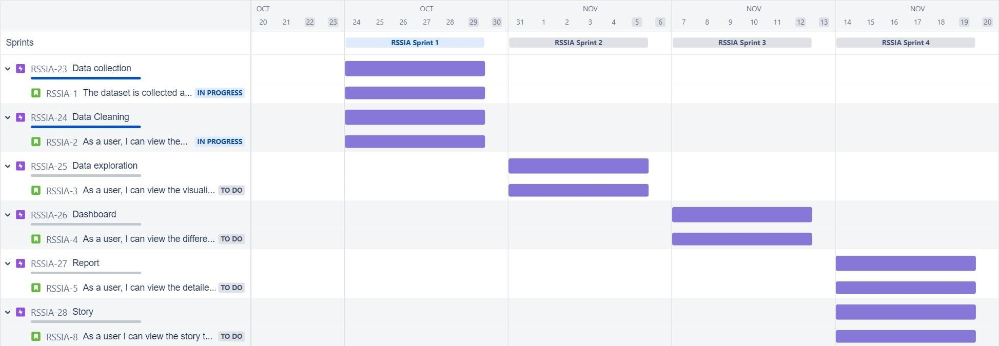 OCT OCT NOV NOV NOV
20 21 22 23 24 25 26 27 28 29 30 31 1 2 3 4 5 6 7 8 9 10 11 12 13 14 15 16 17 18 19 20
Sprints RSSIA Sprint 1 RSSIA Sprint 2 RSSIA Sprint 3 RSSIA Sprint 4
RSSIA-23 Data collection
RSSIA-1 The dataset is collected a... IN PROGRESS
RSSIA-24 Data Cleaning
RSSIA-2 As a user, I can view the... IN PROGRESS
RSSIA-25 Data exploration
RSSIA-3 As a user, I can view the visuali... TO DO
RSSIA-26 Dashboard
RSSIA-4 As a user, I can view the differe... TO DO
RSSIA-27 Report
RSSIA-5 As a user, I can view the detaile... TO DO
RSSIA-28 Story
RSSIA-8 As a user I can view the story t... TO DO